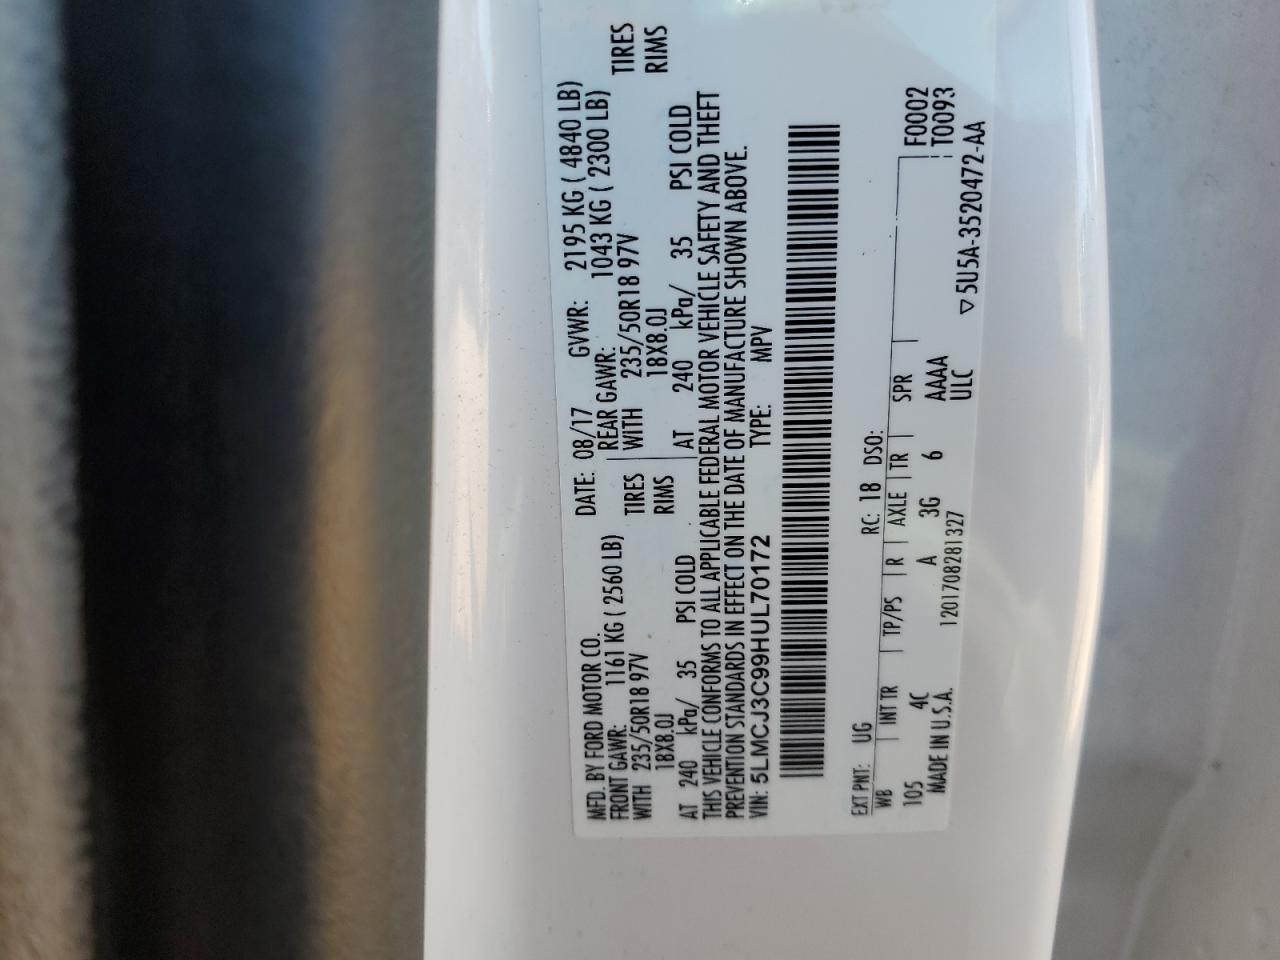 MFD. BY FORD MOTOR CO.
DATE: 08/17 GVWR: 2195 KG ( 4840 LB)
FRONT GAWR: 1161 KG ( 2560 LB) REAR GAWR: 1043 KG ( 2300 LB)
WITH 235/50R18 97V TIRES WITH 235/50R18 97V TIRES
18X8.0J RIMS 18X8.0J RIMS
AT 240 kPa/ 35 PSI COLD AT 240 kPa/ 35 PSI COLD
THIS VEHICLE CONFORMS TO ALL APPLICABLE FEDERAL MOTOR VEHICLE SAFETY AND THEFT
PREVENTION STANDARDS IN EFFECT ON THE DATE OF MANUFACTURE SHOWN ABOVE.
VIN: 5LMCJ3C99HUL70172 TYPE: MPV
EXT PNT: UG RC: 18 DSO:
WB INT TR TP/PS R AXLE TR SPR F0002
105 4C A 3G 6 AAAA T0093
MADE IN U.S.A. 1201708281327 ULC
▽ 5U5A-3520472-AA